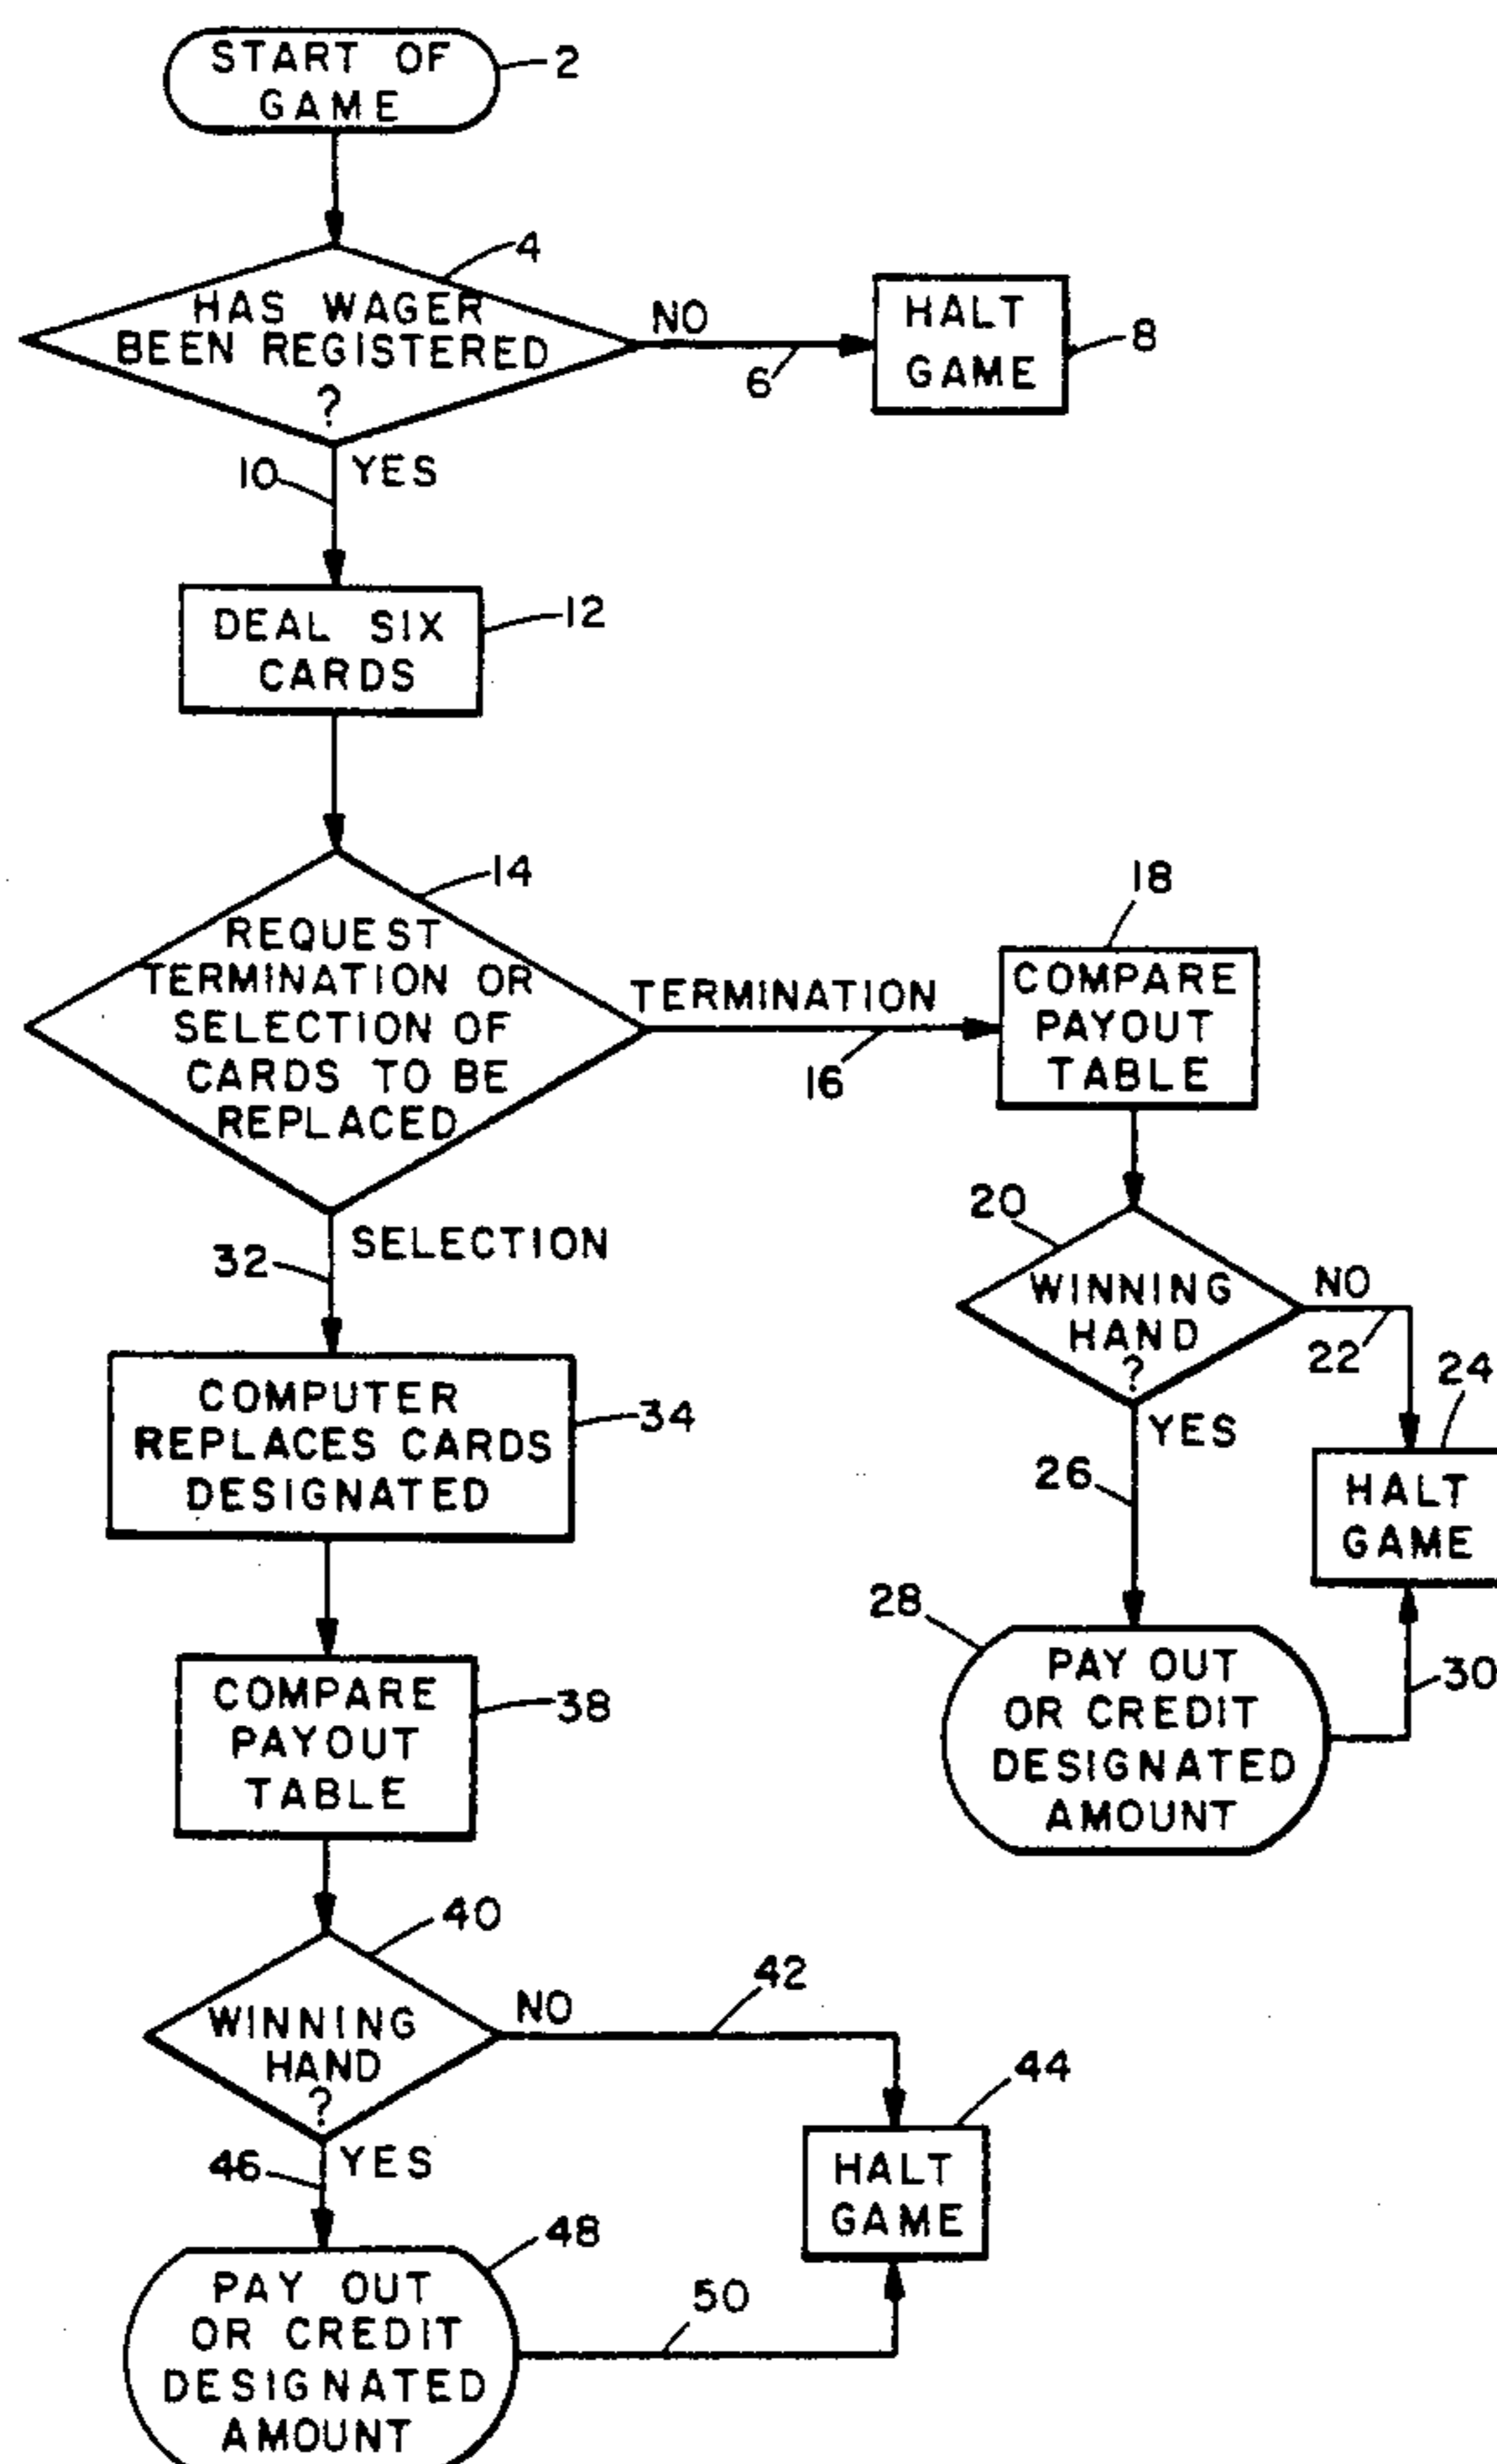 START OF
GAME
2
4
HAS WAGER
BEEN REGISTERED
?
NO
6
HALT
GAME
8
10
YES
DEAL SIX
CARDS
12
14
REQUEST
TERMINATION OR
SELECTION OF
CARDS TO BE
REPLACED
TERMINATION
16
18
COMPARE
PAYOUT
TABLE
20
WINNING
HAND
?
NO
22
24
HALT
GAME
YES
26
28
PAY OUT
OR CREDIT
DESIGNATED
AMOUNT
30
32
SELECTION
COMPUTER
REPLACES CARDS
DESIGNATED
34
COMPARE
PAYOUT
TABLE
38
40
WINNING
HAND
?
NO
42
44
HALT
GAME
46
YES
48
PAY OUT
OR CREDIT
DESIGNATED
AMOUNT
50